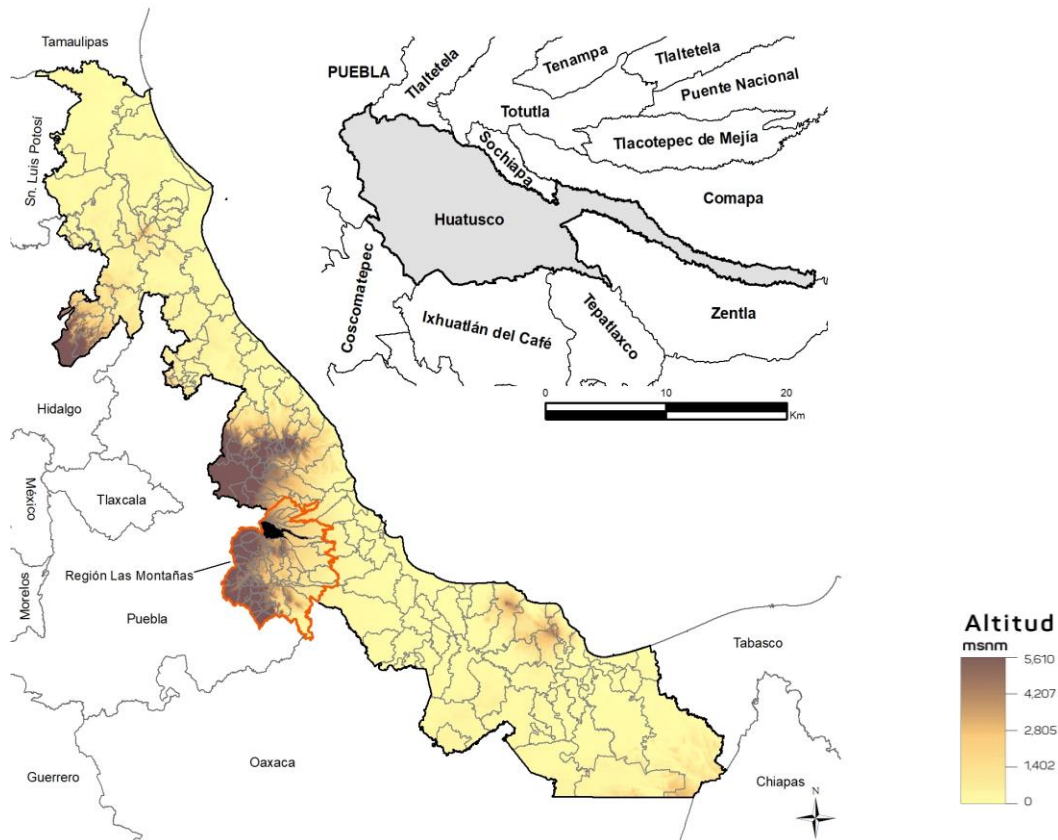 Tamaulipas
Sn. Luis Potosí
Hidalgo
México
Tlaxcala
Morelos
Región Las Montañas
Puebla
Guerrero
Oaxaca
Tabasco
Chiapas
PUEBLA
Tlaltetela
Tenampa
Tlaltetela
Puente Nacional
Totutla
Tlacotepec de Mejía
Sochiapa
Comapa
Huatusco
Coscomatepec
Ixhuatlán del Café
Tepatlaxco
Zentla
0 10 20
Km
Altitud
msnm
5,610
4,207
2,805
1402
0
N